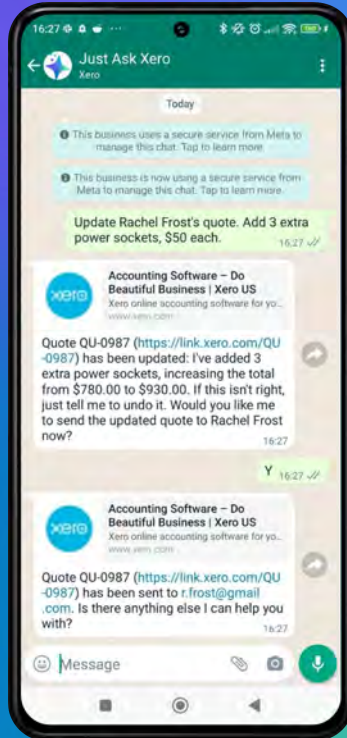 16:27
Just Ask Xero
Xero
Today
This business uses a secure service from Meta to
manage this chat. Tap to learn more.
This business is now using a secure service from
Meta to manage this chat. Tap to learn more.
Update Rachel Frost's quote. Add 3 extra
power sockets, $50 each.
16:27
xero
Accounting Software – Do
Beautiful Business | Xero US
Xero online accounting software for yo...
www.xero.com
Quote QU-0987 (https://link.xero.com/QU
-0987) has been updated: I've added 3
extra power sockets, increasing the total
from $780.00 to $930.00. If this isn't right,
just tell me to undo it. Would you like me
to send the updated quote to Rachel Frost
now?
16:27
Y 16:27
xero
Accounting Software – Do
Beautiful Business | Xero US
Xero online accounting software for yo...
www.xero.com
Quote QU-0987 (https://link.xero.com/QU
-0987) has been sent to r.frost@gmail
.com. Is there anything else I can help you
with?
16:27
Message